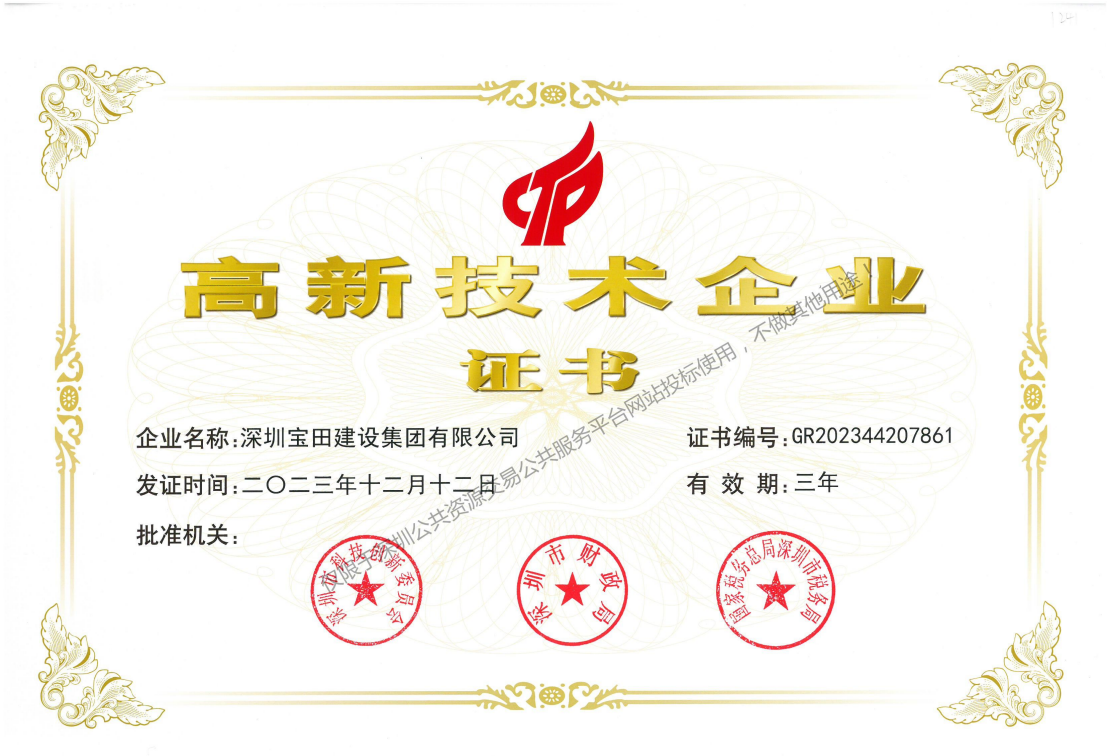 高新技术企业
证书
企业名称:深圳宝田建设集团有限公司
证书编号:GR202344207861
发证时间:二〇二三年十二月十二日
有效期:三年
批准机关:
深圳市科技创新委员会
深圳市财政局
国家税务总局深圳市税务局
仅限于深圳公共资源交易公共服务平台网站投标使用，不做其他用途